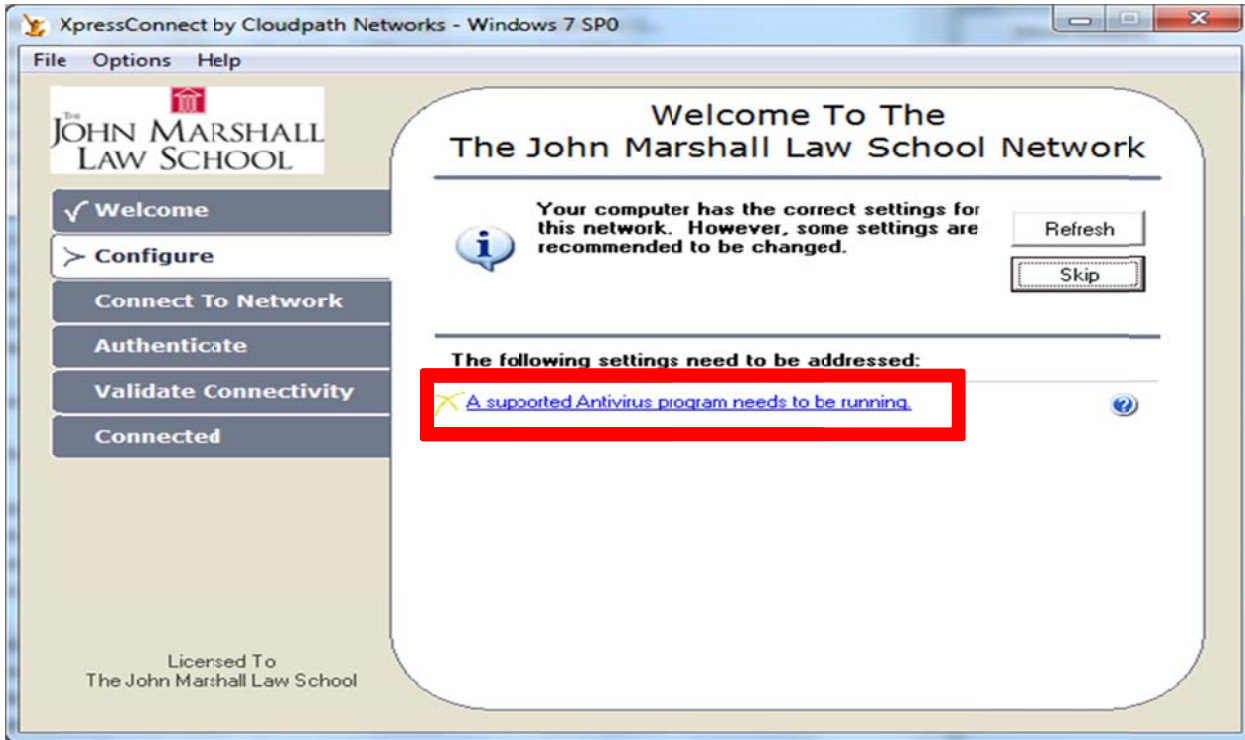 XpressConnect by Cloudpath Networks - Windows 7 SP0
File Options Help
The
JOHN MARSHALL
LAW SCHOOL
Welcome
Configure
Connect To Network
Authenticate
Validate Connectivity
Connected
Licensed To
The John Marshall Law School
Welcome To The
The John Marshall Law School Network
Your computer has the correct settings for
this network. However, some settings are
recommended to be changed.
Refresh
Skip
The following settings need to be addressed:
A supported Antivirus program needs to be running.